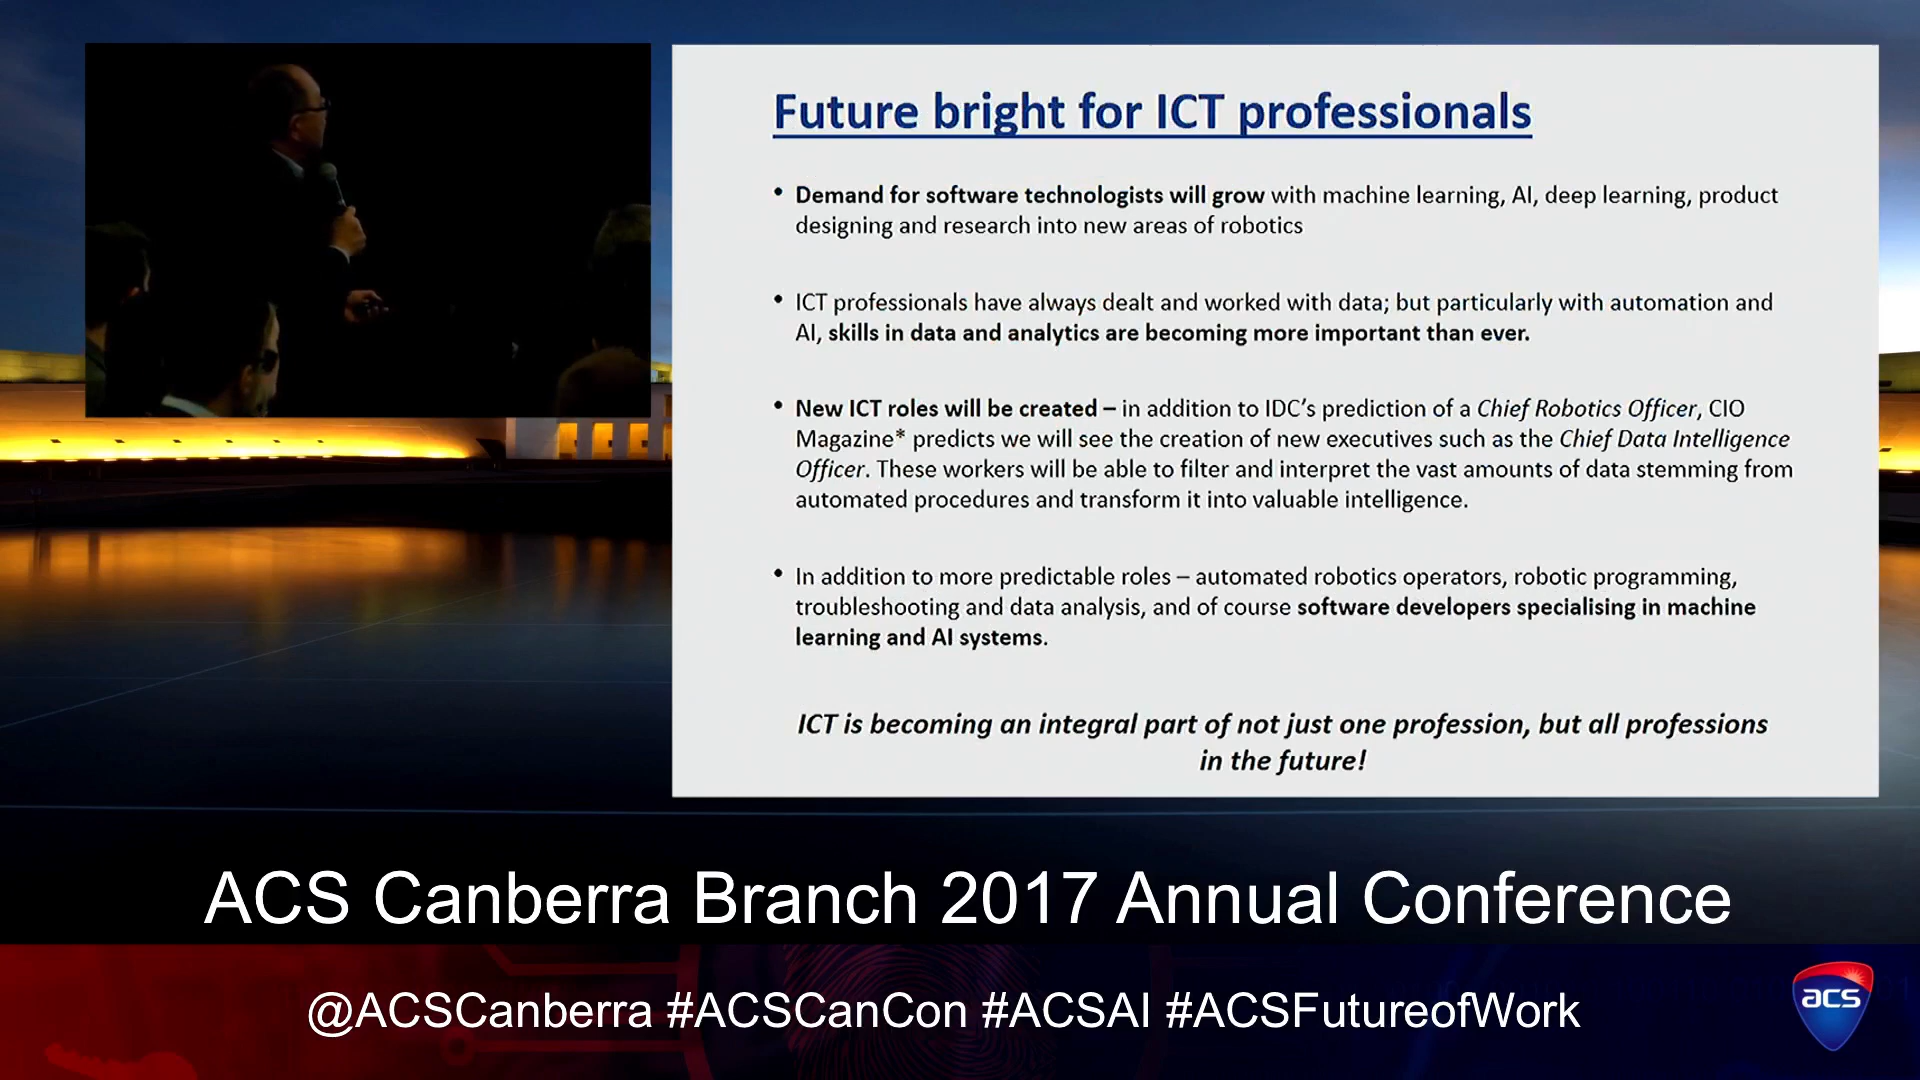 Future bright for ICT professionals
• Demand for software technologists will grow with machine learning, AI, deep learning, product
designing and research into new areas of robotics
• ICT professionals have always dealt and worked with data; but particularly with automation and
AI, skills in data and analytics are becoming more important than ever.
• New ICT roles will be created – in addition to IDC's prediction of a Chief Robotics Officer, CIO
Magazine* predicts we will see the creation of new executives such as the Chief Data Intelligence
Officer. These workers will be able to filter and interpret the vast amounts of data stemming from
automated procedures and transform it into valuable intelligence.
• In addition to more predictable roles – automated robotics operators, robotic programming,
troubleshooting and data analysis, and of course software developers specialising in machine
learning and AI systems.
ICT is becoming an integral part of not just one profession, but all professions
in the future!
ACS Canberra Branch 2017 Annual Conference
@ACSCanberra #ACSCanCon #ACSAI #ACSFutureofWork
acs